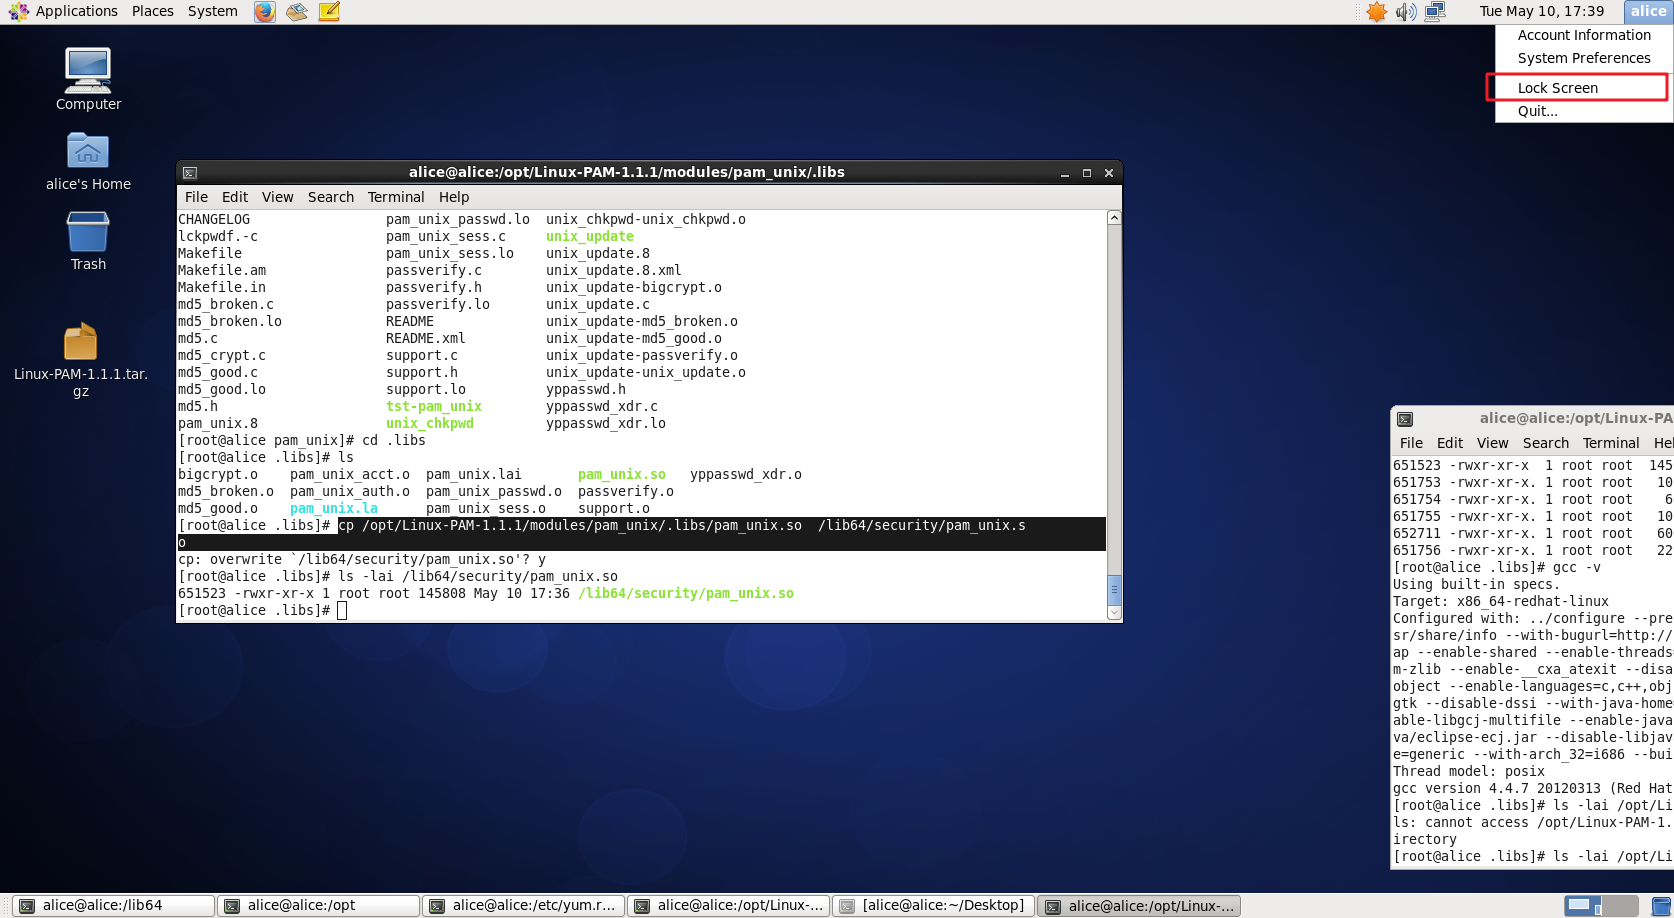 Applications Places System
Tue May 10, 17:39 alice
Account Information
System Preferences
Lock Screen
Quit...
Computer
alice's Home
Trash
Linux-PAM-1.1.1.tar.
gz
alice@alice:/opt/Linux-PAM-1.1.1/modules/pam_unix/.libs
File Edit View Search Terminal Help
CHANGELOG pam_unix_passwd.lo unix_chkpwd-unix_chkpwd.o
lckpwdf.-c pam_unix_sess.c unix_update
Makefile pam_unix_sess.lo unix_update.8
Makefile.am passverify.c unix_update.8.xml
Makefile.in passverify.h unix_update-bigcrypt.o
md5_broken.c passverify.lo unix_update.c
md5_broken.lo README unix_update-md5_broken.o
md5.c README.xml unix_update-md5_good.o
md5_crypt.c support.c unix_update-passverify.o
md5_good.c support.h unix_update-unix_update.o
md5_good.lo support.lo yppasswd.h
md5.h tst-pam_unix yppasswd_xdr.c
pam_unix.8 unix_chkpwd yppasswd_xdr.lo
[root@alice pam_unix]# cd .libs
[root@alice .libs]# ls
bigcrypt.o pam_unix_acct.o pam_unix.lai pam_unix.so yppasswd_xdr.o
md5_broken.o pam_unix_auth.o pam_unix_passwd.o passverify.o
md5_good.o pam_unix.la pam_unix_sess.o support.o
[root@alice .libs]# cp /opt/Linux-PAM-1.1.1/modules/pam_unix/.libs/pam_unix.so /lib64/security/pam_unix.s
o
cp: overwrite `/lib64/security/pam_unix.so'? y
[root@alice .libs]# ls -lai /lib64/security/pam_unix.so
651523 -rwxr-xr-x 1 root root 145808 May 10 17:36 /lib64/security/pam_unix.so
[root@alice .libs]#
alice@alice:/opt/Linux-PA
File Edit View Search Terminal Hel
651523 -rwxr-xr-x 1 root root 145
651753 -rwxr-xr-x. 1 root root 10
651754 -rwxr-xr-x. 1 root root 6
651755 -rwxr-xr-x. 1 root root 10
652711 -rwxr-xr-x. 1 root root 60
651756 -rwxr-xr-x. 1 root root 22
[root@alice .libs]# gcc -v
Using built-in specs.
Target: x86_64-redhat-linux
Configured with: ../configure --pre
sr/share/info --with-bugurl=http://
ap --enable-shared --enable-threads=
m-zlib --enable-__cxa_atexit --disa
object --enable-languages=c,c++,obj
gtk --disable-dssi --with-java-home=
able-libgcj-multifile --enable-java
va/eclipse-ecj.jar --disable-libjav
e=generic --with-arch_32=i686 --bui
Thread model: posix
gcc version 4.4.7 20120313 (Red Hat
[root@alice .libs]# ls -lai /opt/Li
ls: cannot access /opt/Linux-PAM-1.
irectory
[root@alice .libs]# ls -lai /opt/Li
alice@alice:/lib64
alice@alice:/opt
alice@alice:/etc/yum.r...
alice@alice:/opt/Linux-...
[alice@alice:~/Desktop]
alice@alice:/opt/Linux-...